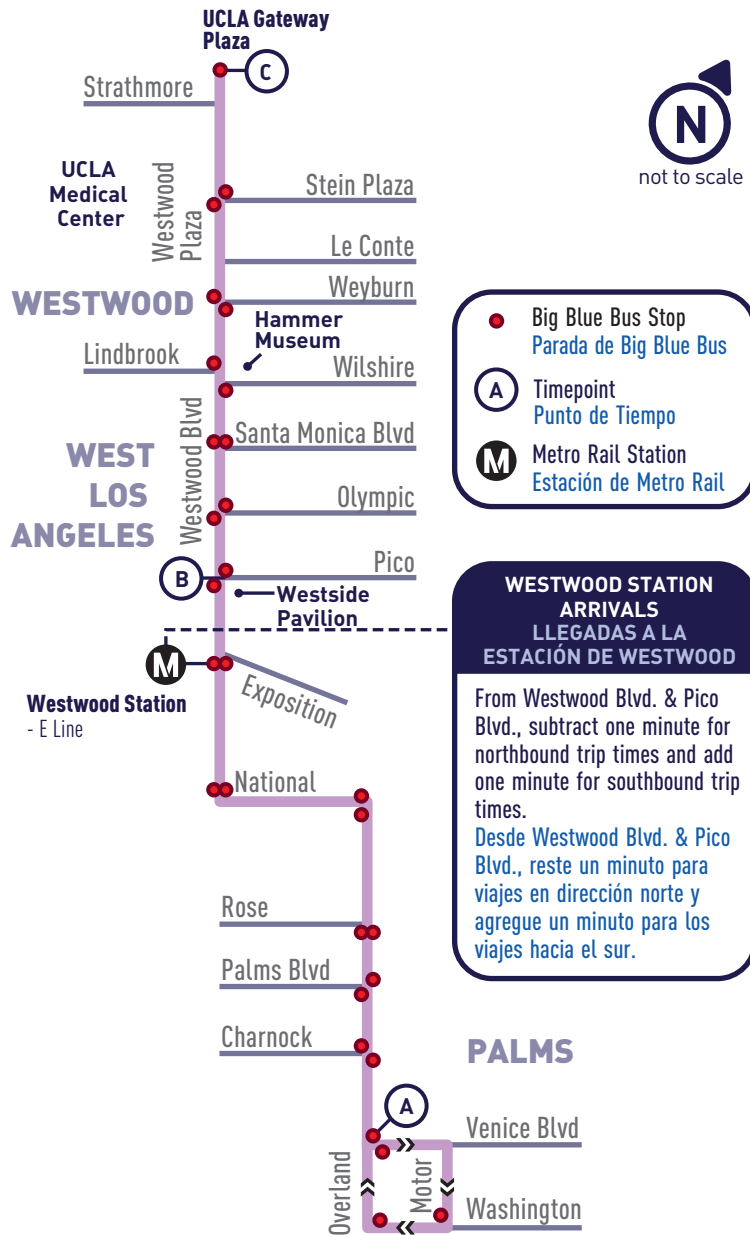 UCLA Gateway
Plaza
C
Strathmore
N
not to scale
UCLA
Medical
Center
Westwood
Plaza
Stein Plaza
Le Conte
WESTWOOD
Weyburn
Hammer
Museum
Lindbrook
Wilshire
Westwood Blvd
Santa Monica Blvd
WEST
LOS
ANGELES
Olympic
Pico
B
Westside
Pavilion
M
Westwood Station
- E Line
Exposition
National
Rose
Palms Blvd
Charnock
PALMS
A
Venice Blvd
Overland
Motor
Washington
Big Blue Bus Stop
Parada de Big Blue Bus
A
Timepoint
Punto de Tiempo
M
Metro Rail Station
Estación de Metro Rail
WESTWOOD STATION
ARRIVALS
LLEGADAS A LA
ESTACIÓN DE WESTWOOD
From Westwood Blvd. & Pico
Blvd., subtract one minute for
northbound trip times and add
one minute for southbound trip
times.
Desde Westwood Blvd. & Pico
Blvd., reste un minuto para
viajes en dirección norte y
agregue un minuto para los
viajes hacia el sur.